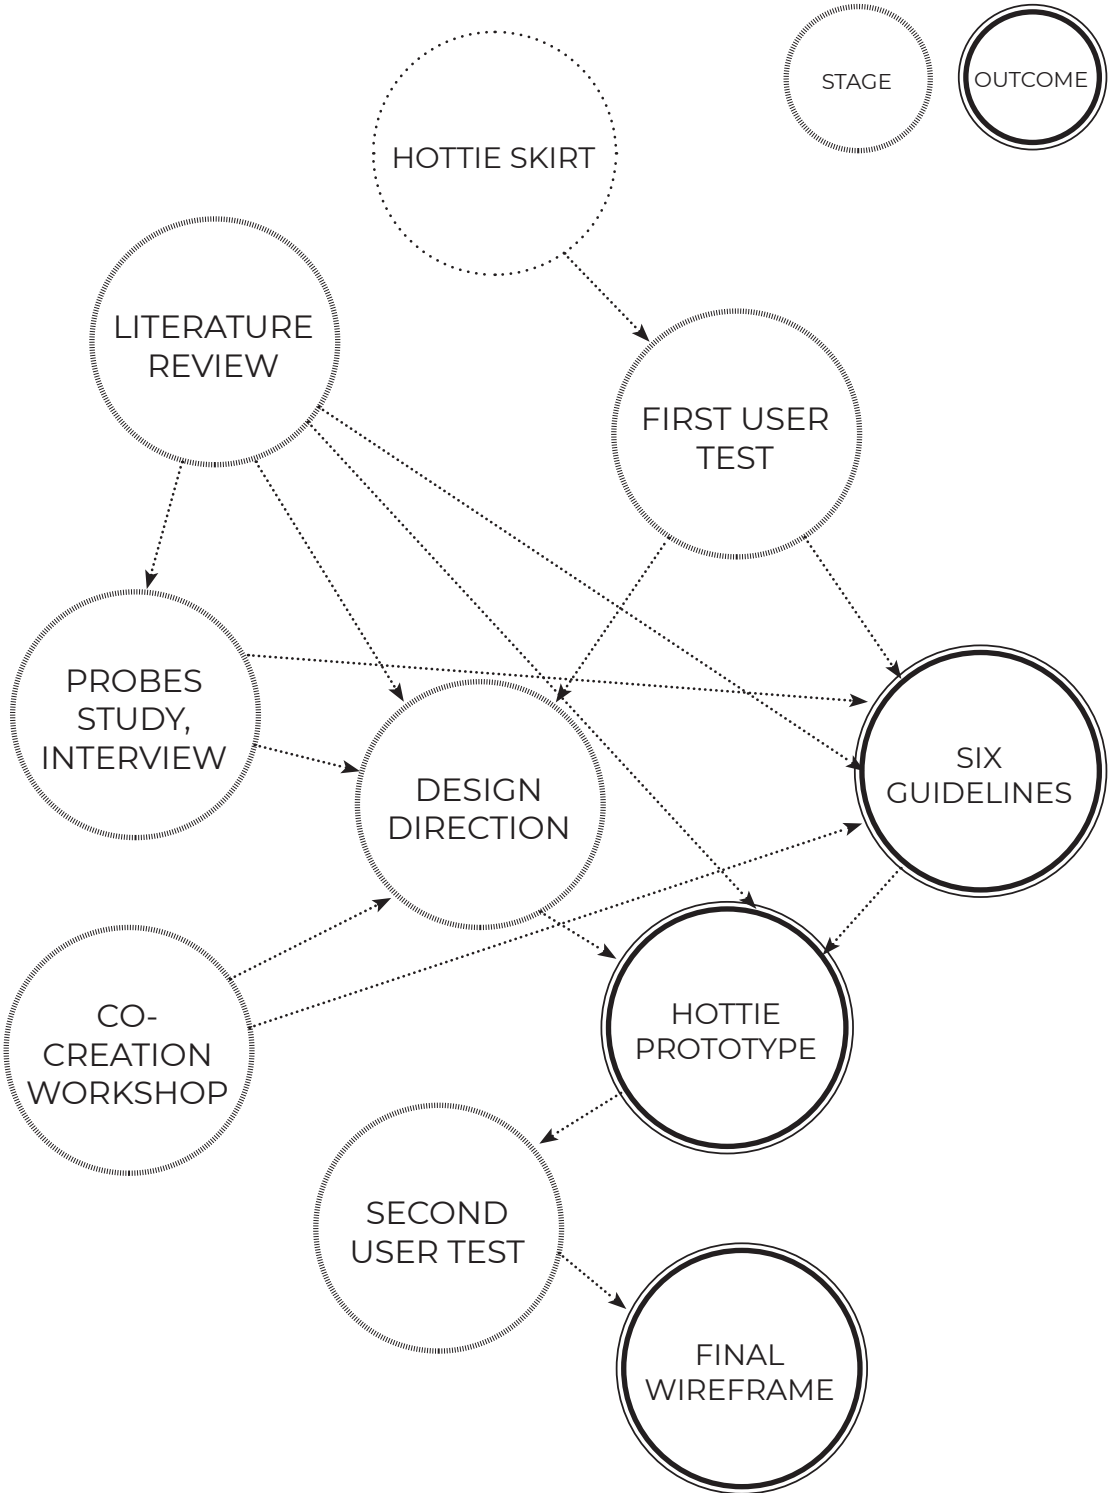 STAGE
OUTCOME
HOTTIE SKIRT
LITERATURE
REVIEW
FIRST USER
TEST
PROBES
STUDY,
INTERVIEW
DESIGN
DIRECTION
SIX
GUIDELINES
CO-
CREATION
WORKSHOP
HOTTIE
PROTOTYPE
SECOND
USER TEST
FINAL
WIREFRAME